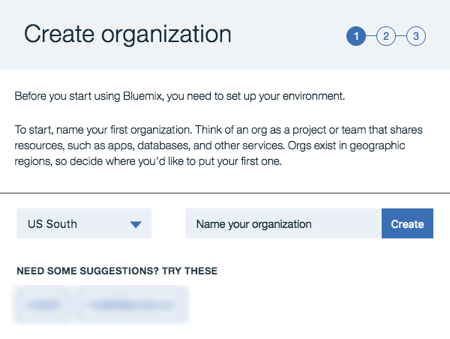 Create organization
1 2 3
Before you start using Bluemix, you need to set up your environment.
To start, name your first organization. Think of an org as a project or team that shares
resources, such as apps, databases, and other services. Orgs exist in geographic
regions, so decide where you'd like to put your first one.
US South
Name your organization
Create
NEED SOME SUGGESTIONS? TRY THESE